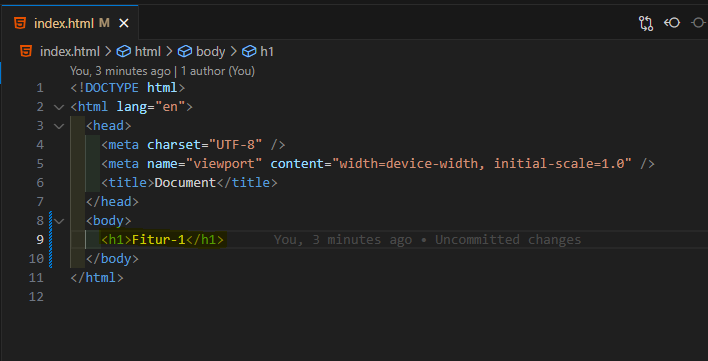 index.html M
index.html > html > body > h1
You, 3 minutes ago | 1 author (You)
1 <!DOCTYPE html>
2 <html lang="en">
3 <head>
4 <meta charset="UTF-8" />
5 <meta name="viewport" content="width=device-width, initial-scale=1.0" />
6 <title>Document</title>
7 </head>
8 <body>
9 <h1>Fitur-1</h1> You, 3 minutes ago • Uncommitted changes
10 </body>
11 </html>
12